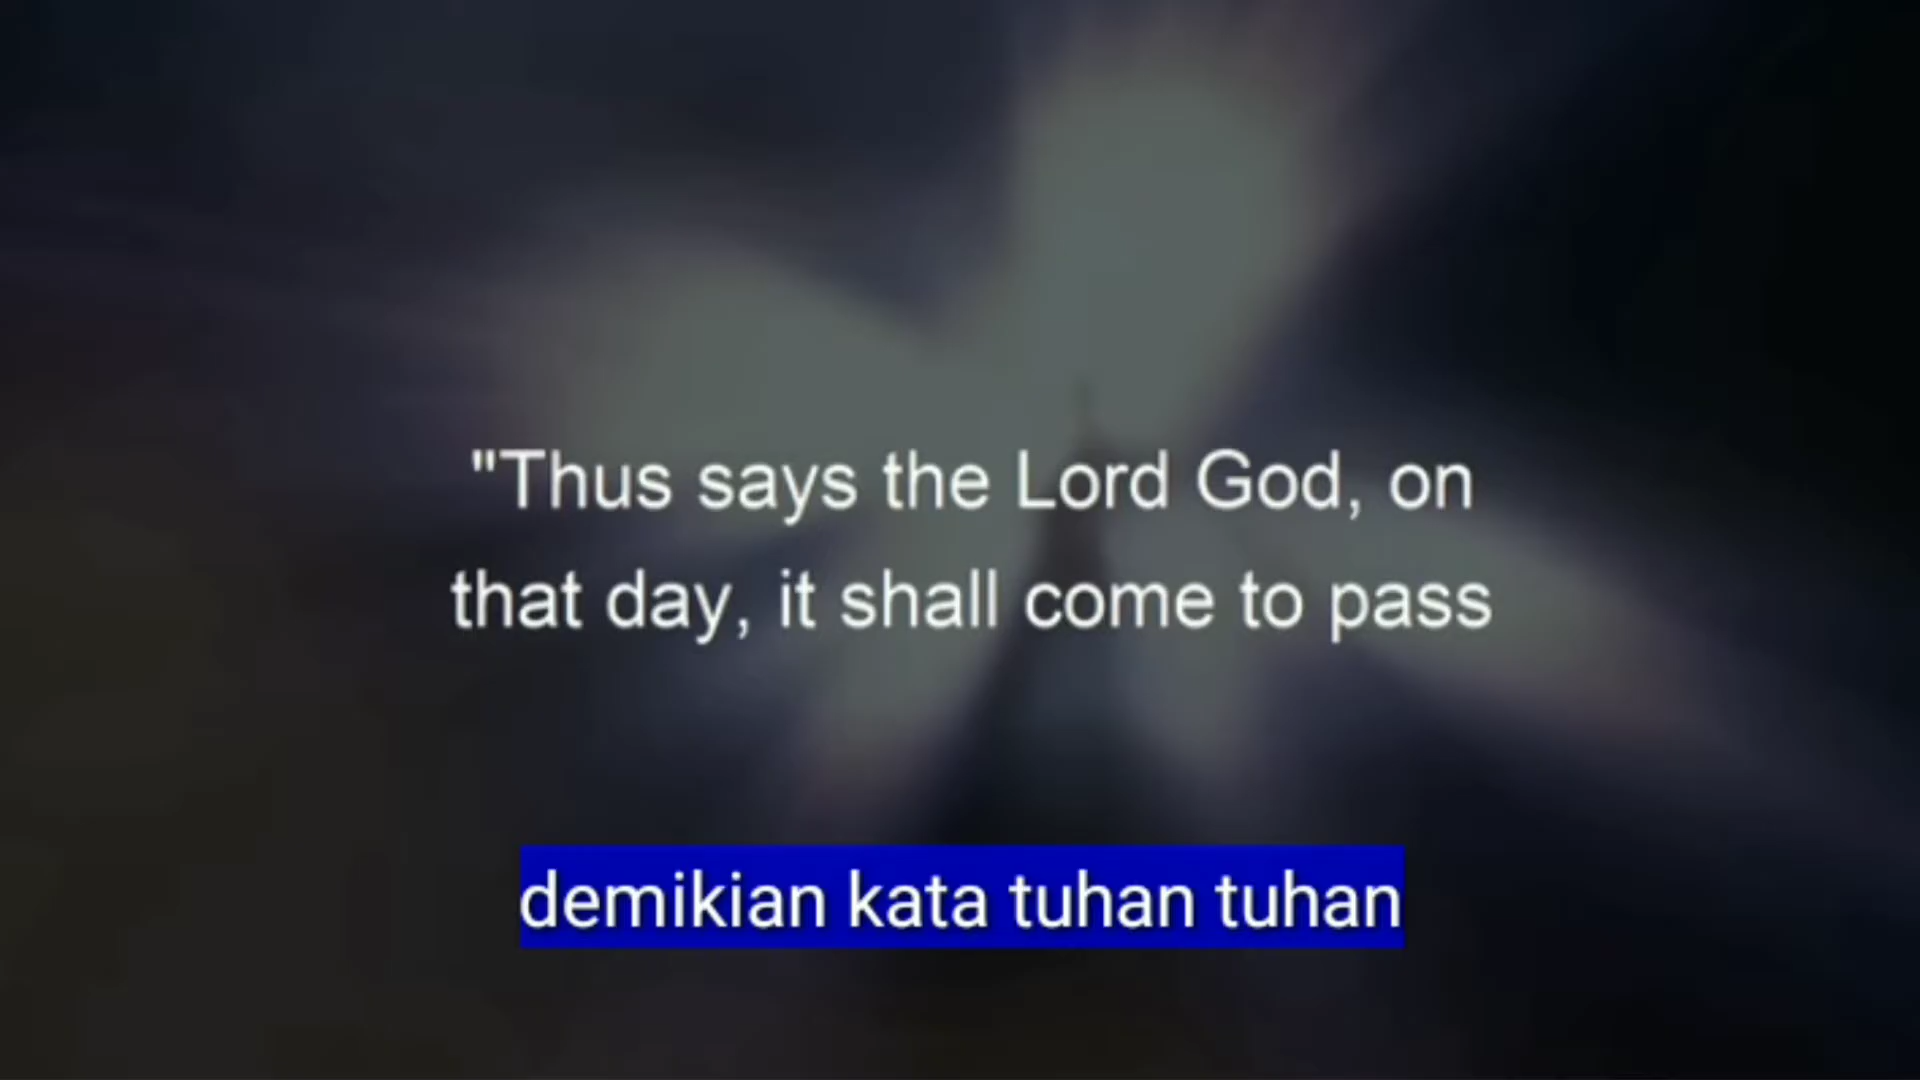 "Thus says the Lord God, on
that day, it shall come to pass
demikian kata tuhan tuhan